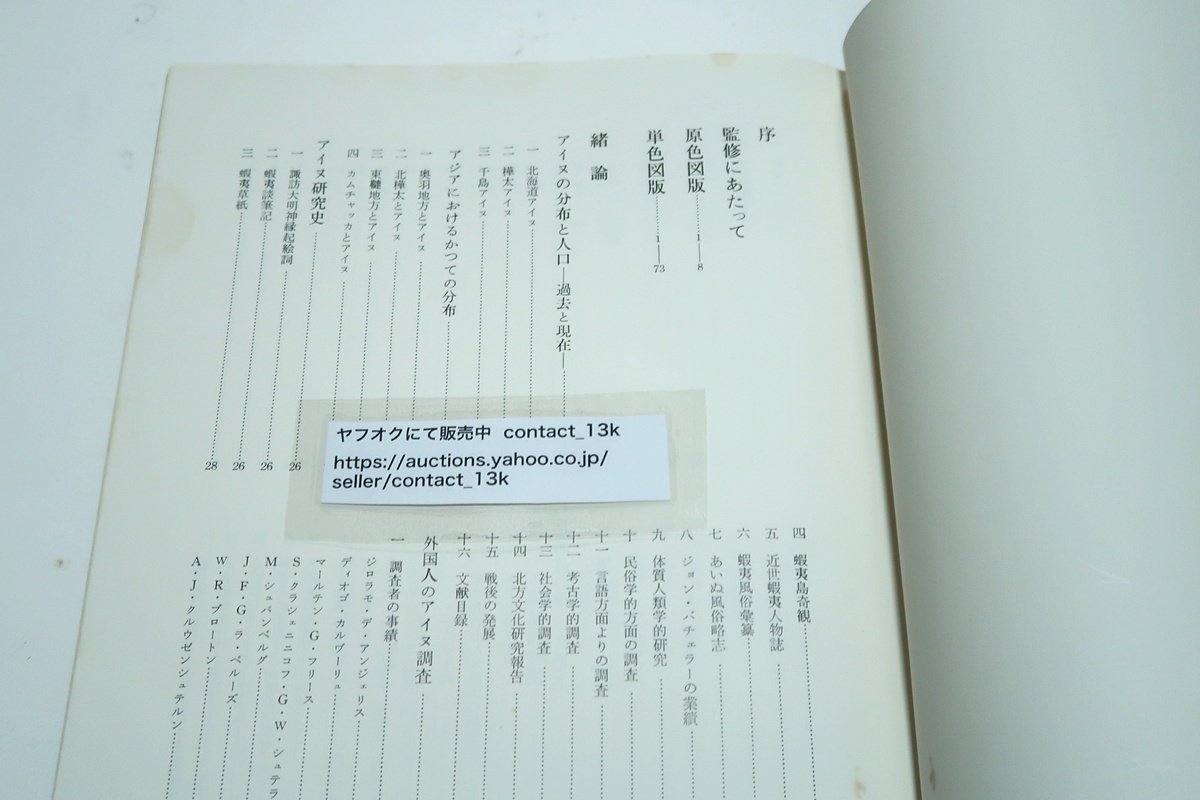 序
監修にあたって
原色図版……1—8
単色図版……1—73
緒論
アイヌの分布と人口—過去と現在—
一 北海道アイヌ
二 樺太アイヌ
三 千島アイヌ
アジアにおけるかつての分布
一 奥羽地方とアイヌ
二 北樺太とアイヌ
三 東韃地方とアイヌ
四 カムチャッカとアイヌ
アイヌ研究史
一 諏訪大明神縁起絵詞……26
二 蝦夷談筆記……26
三 蝦夷草紙……26
28
ヤフオクにて販売中 contact_13k
https://auctions.yahoo.co.jp/
seller/contact_13k
四 蝦夷島奇観
五 近世蝦夷人物誌
六 蝦夷風俗彙纂
七 あいぬ風俗略志
八 ジョン・バチェラーの業績
九 体質人類学的研究
十 民俗学的方面の調査
十一 言語方面よりの調査
十二 考古学的調査
十三 社会学的調査
十四 北方文化研究報告
十五 戦後の発展
十六 文献目録
外国人のアイヌ調査
一 調査者の事績
ジロラモ・デ・アンジェリス
ディオゴ・カルヴーリュ
マールテン・G・フリース
S・クラシェニニコフ・G・W・シュテラ
M・シュパンベルグ
J・F・G・ラ・ペルーズ
W・R・ブロートン
A・J・クルウゼンシュテルン